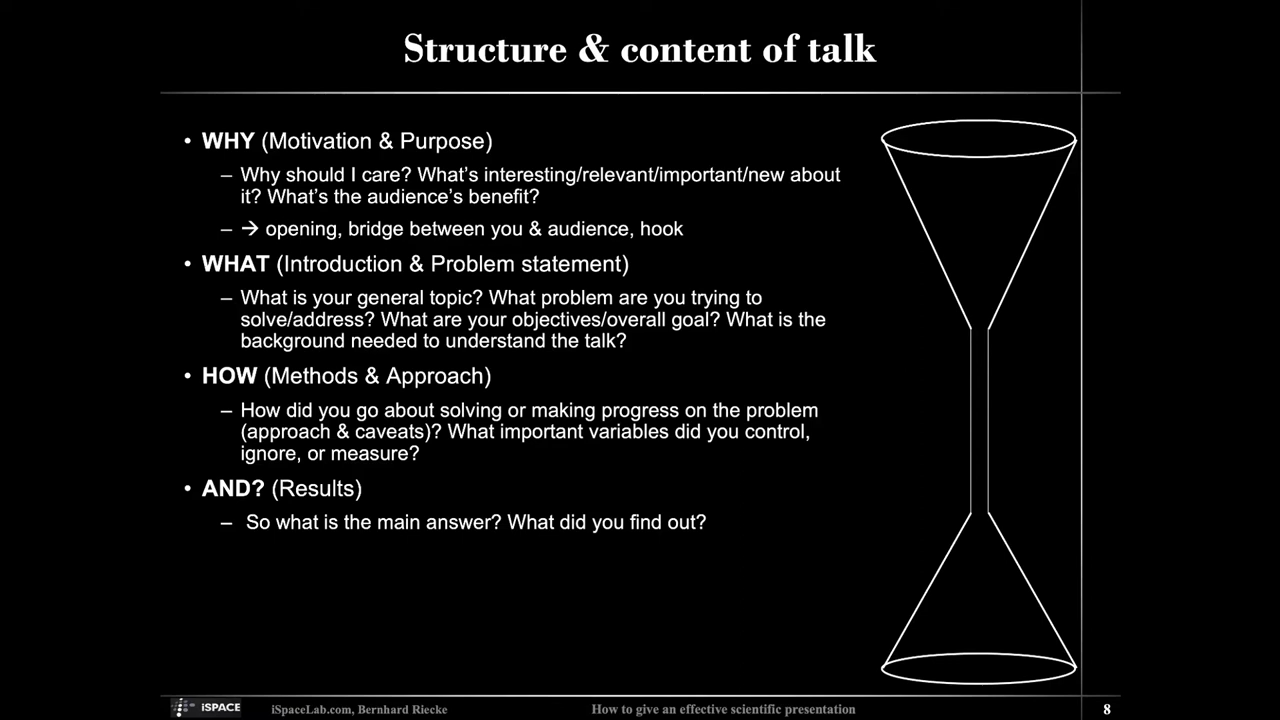 Structure & content of talk
• WHY (Motivation & Purpose)
– Why should I care? What's interesting/relevant/important/new about
it? What's the audience's benefit?
– → opening, bridge between you & audience, hook
• WHAT (Introduction & Problem statement)
– What is your general topic? What problem are you trying to
solve/address? What are your objectives/overall goal? What is the
background needed to understand the talk?
• HOW (Methods & Approach)
– How did you go about solving or making progress on the problem
(approach & caveats)? What important variables did you control,
ignore, or measure?
• AND? (Results)
– So what is the main answer? What did you find out?
iSPACE iSpaceLab.com, Bernhard Riecke How to give an effective scientific presentation 8